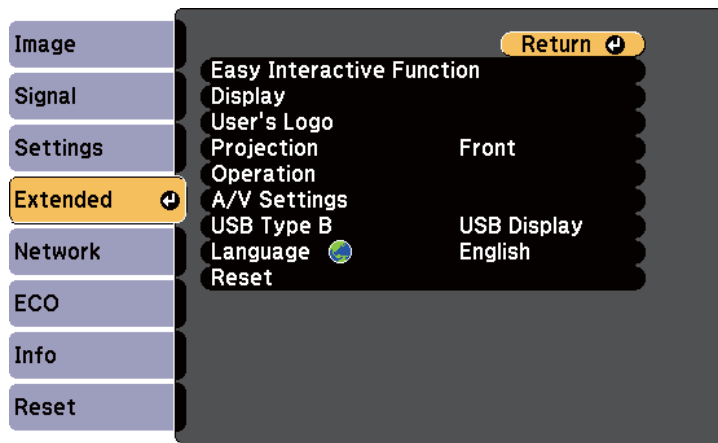 Image
Signal
Settings
Extended
Network
ECO
Info
Reset
Return
Easy Interactive Function
Display
User's Logo
Projection Front
Operation
A/V Settings
USB Type B USB Display
Language English
Reset